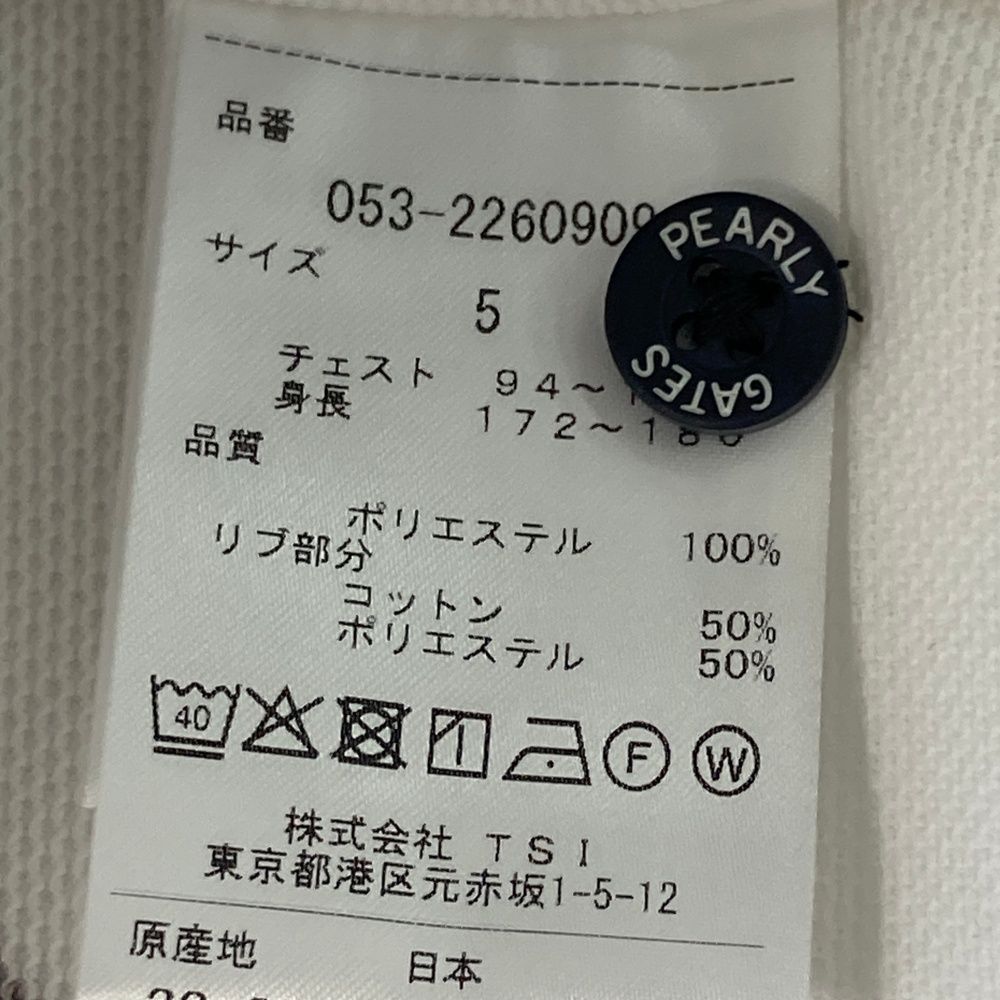 品番
053-2260909
PEARLY
GATES
サイズ
5
チェスト 94～
身長 172～180
品質
ポリエステル 100%
リブ部分
コットン 50%
ポリエステル 50%
40
F W
株式会社 TSI
東京都港区元赤坂1-5-12
原産地 日本